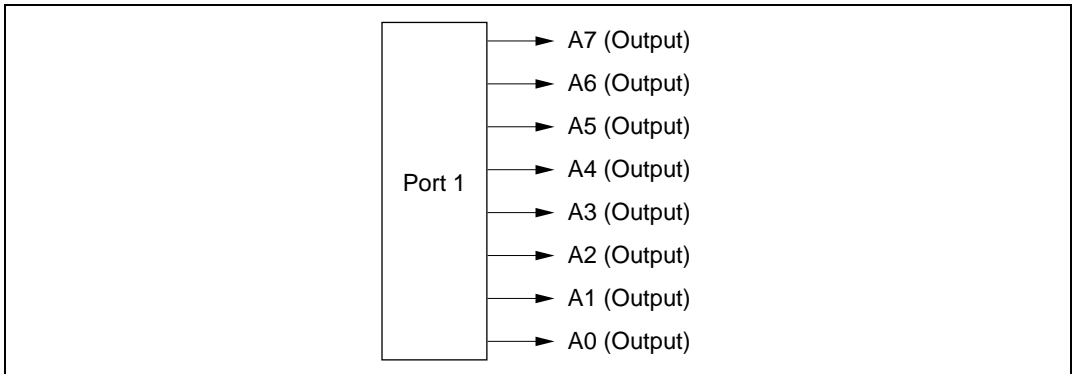 A7 (Output)
A6 (Output)
A5 (Output)
A4 (Output)
Port 1
A3 (Output)
A2 (Output)
A1 (Output)
A0 (Output)